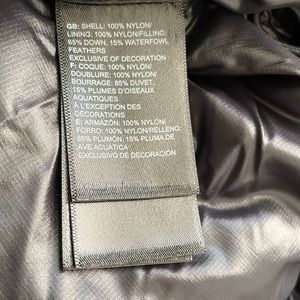 GB: SHELL: 100% NYLON/
LINING: 100% NYLON/FILLING:
85% DOWN, 15% WATERFOWL
FEATHERS
EXCLUSIVE OF DECORATION
F: COQUE: 100% NYLON/
DOUBLURE: 100% NYLON/
BOURRAGE: 85% DUVET,
15% PLUMES D'OISEAUX
AQUATIQUES
À L'EXCEPTION DES
DÉCORATIONS
E: ARMAZÓN: 100% NYLON/
FORRO: 100% NYLON/RELLENO:
85% PLUMÓN, 15% PLUMA DE
AVE ACUÁTICA
EXCLUSIVO DE DECORACIÓN